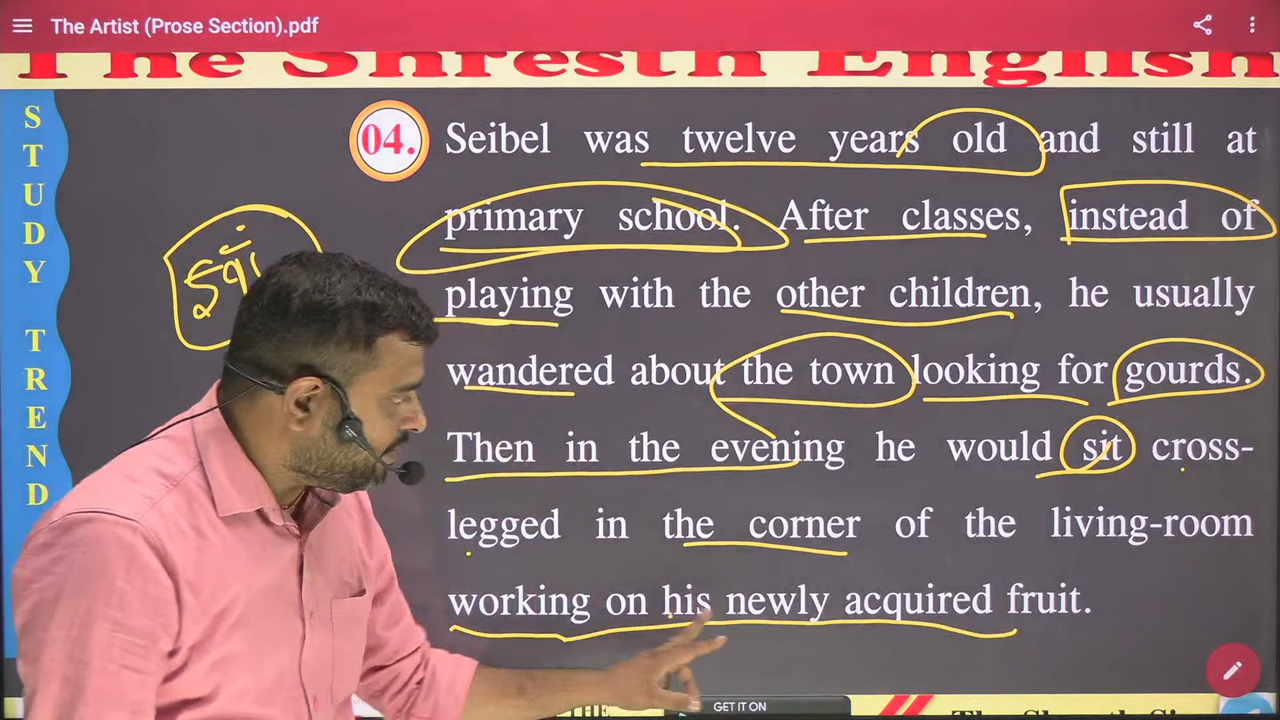 The Artist (Prose Section).pdf
The Shresth English
STUDY TREND
04. Seibel was twelve years old and still at
primary school. After classes, instead of
playing with the other children, he usually
wandered about the town looking for gourds.
Then in the evening he would sit cross-
legged in the corner of the living-room
working on his newly acquired fruit.
GET IT ON